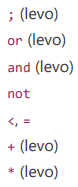 ; (levo)
or (levo)
and (levo)
not
<, =
+ (levo)
* (levo)